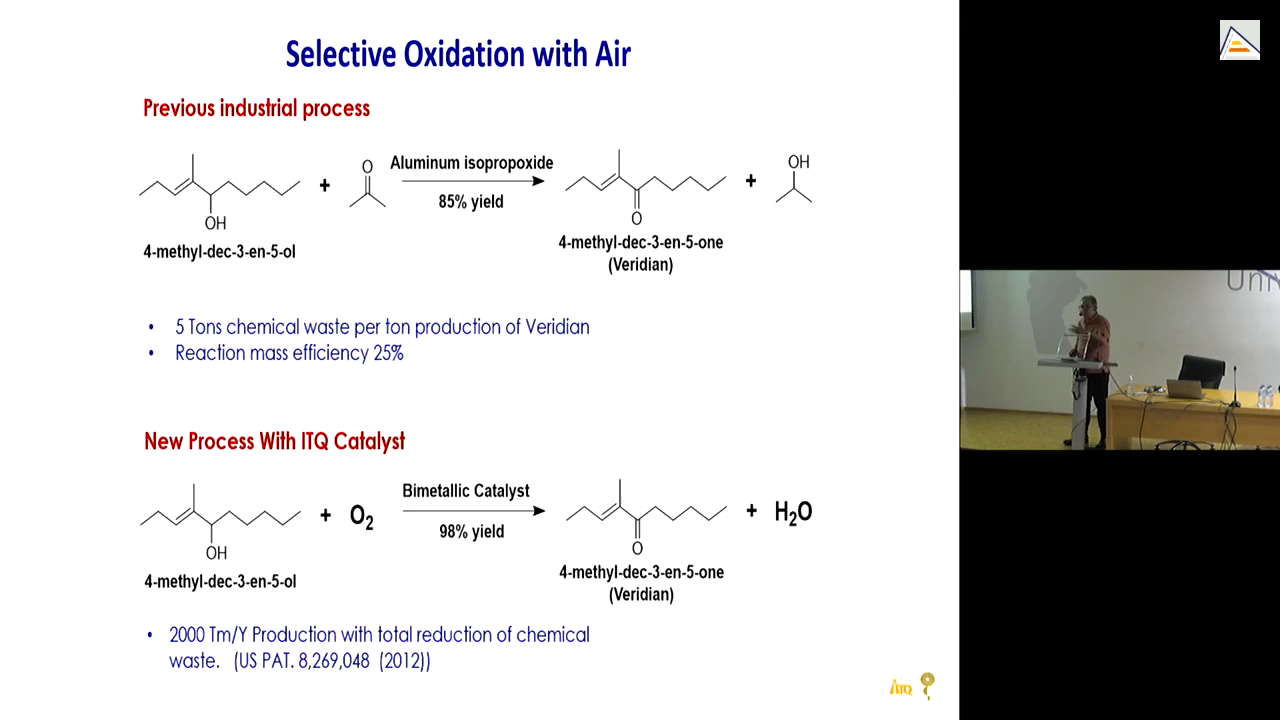 Selective Oxidation with Air
Previous industrial process
OH
+
O
Aluminum isopropoxide
85% yield
O
+
OH
4-methyl-dec-3-en-5-ol
4-methyl-dec-3-en-5-one
(Veridian)
• 5 Tons chemical waste per ton production of Veridian
• Reaction mass efficiency 25%
New Process With ITQ Catalyst
OH
+ O₂
Bimetallic Catalyst
98% yield
O
+ H₂O
4-methyl-dec-3-en-5-ol
4-methyl-dec-3-en-5-one
(Veridian)
• 2000 Tm/Y Production with total reduction of chemical
waste. (US PAT. 8,269,048 (2012))
ITQ
Univ